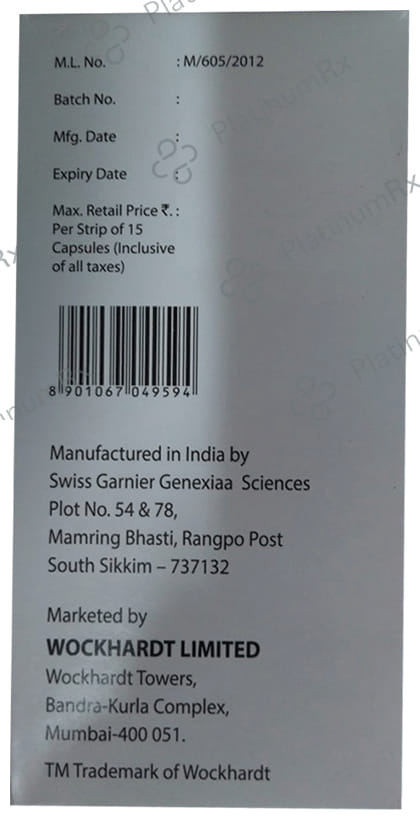 M.L. No. : M/605/2012
Batch No. :
Mfg. Date :
Expiry Date :
Max. Retail Price ₹. :
Per Strip of 15
Capsules (Inclusive
of all taxes)
8 901067 049594
Manufactured in India by
Swiss Garnier Genexiaa Sciences
Plot No. 54 & 78,
Mamring Bhasti, Rangpo Post
South Sikkim – 737132
Marketed by
WOCKHARDT LIMITED
Wockhardt Towers,
Bandra-Kurla Complex,
Mumbai-400 051.
TM Trademark of Wockhardt
PlatinumRx
PlatinumRx